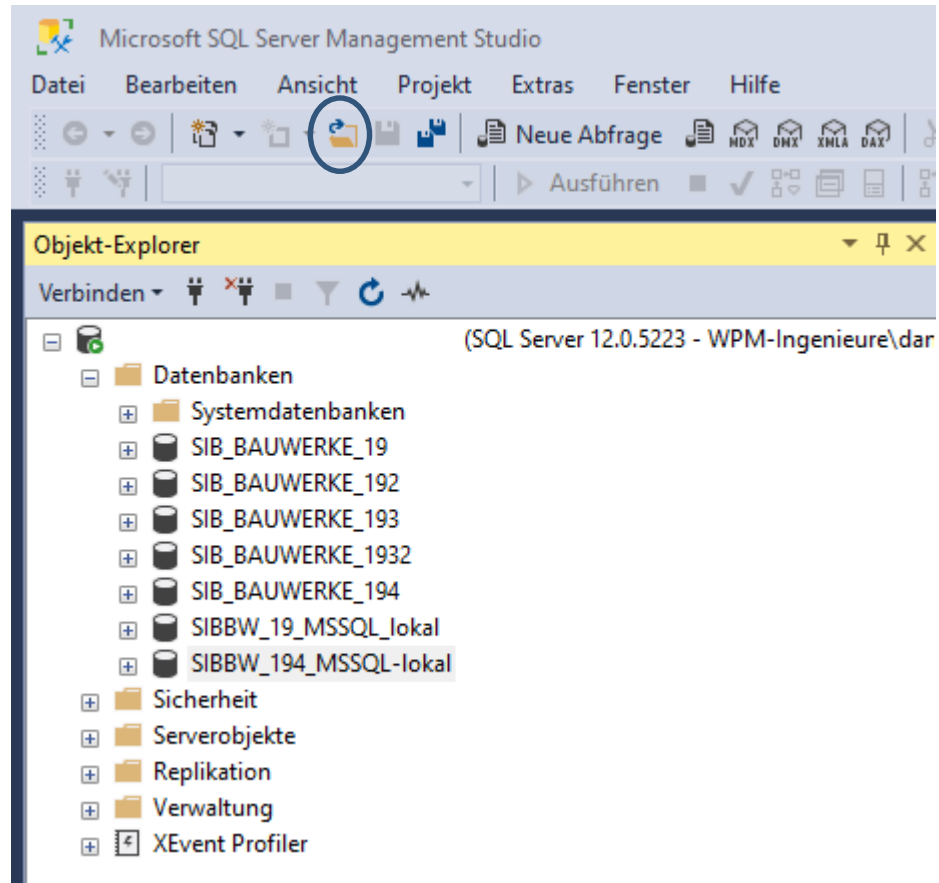 Microsoft SQL Server Management Studio
Datei Bearbeiten Ansicht Projekt Extras Fenster Hilfe
Neue Abfrage MDX DMX XMLA DAX
Ausführen
Objekt-Explorer
Verbinden
(SQL Server 12.0.5223 - WPM-Ingenieure\dar
Datenbanken
Systemdatenbanken
SIB_BAUWERKE_19
SIB_BAUWERKE_192
SIB_BAUWERKE_193
SIB_BAUWERKE_1932
SIB_BAUWERKE_194
SIBBW_19_MSSQL_lokal
SIBBW_194_MSSQL-lokal
Sicherheit
Serverobjekte
Replikation
Verwaltung
XEvent Profiler